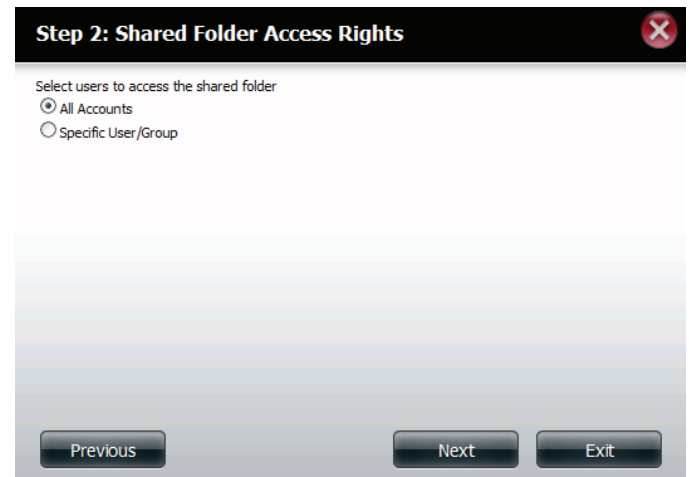 Step 2: Shared Folder Access Rights
Select users to access the shared folder
All Accounts
Specific User/Group
Previous Next Exit